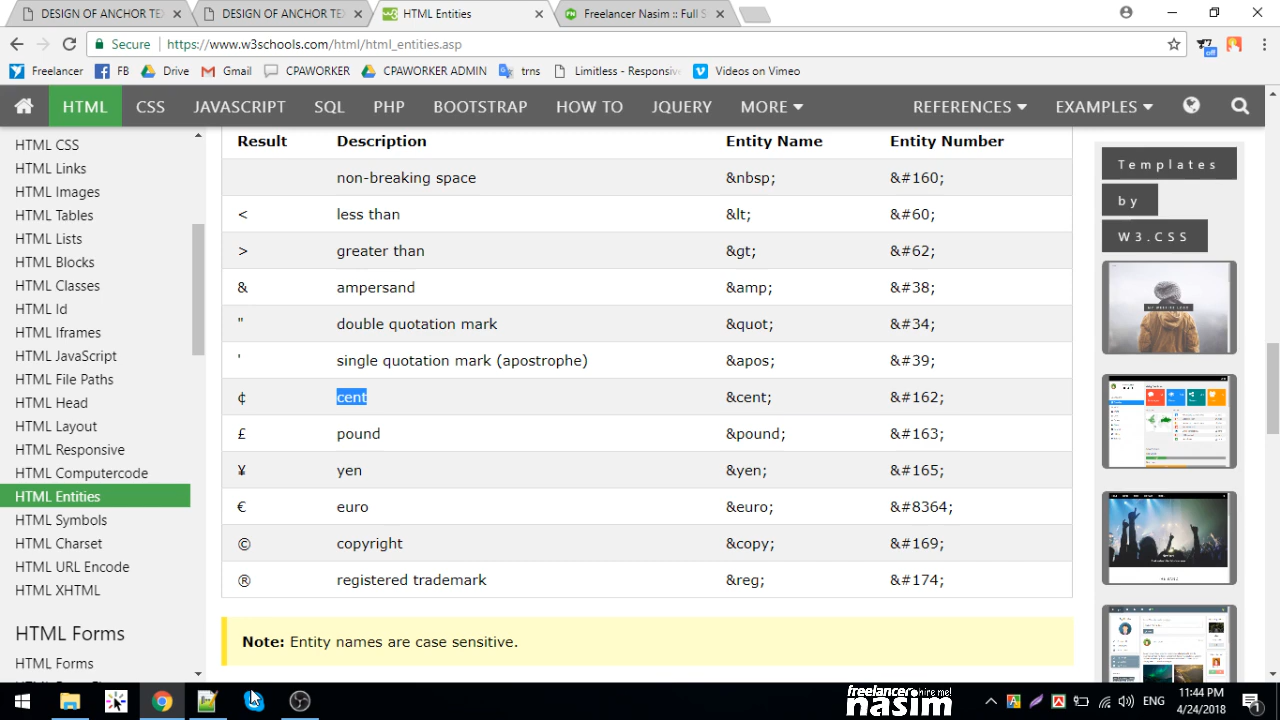 DESIGN OF ANCHOR TEX
DESIGN OF ANCHOR TEX
HTML Entities
Freelancer Nasim :: Full S
Secure
https://www.w3schools.com/html/html_entities.asp
Freelancer
FB
Drive
Gmail
CPAWORKER
CPAWORKER ADMIN
trns
Limitless - Responsiv
Videos on Vimeo
HTML
CSS
JAVASCRIPT
SQL
PHP
BOOTSTRAP
HOW TO
JQUERY
MORE
REFERENCES
EXAMPLES
HTML CSS
HTML Links
HTML Images
HTML Tables
HTML Lists
HTML Blocks
HTML Classes
HTML Id
HTML Iframes
HTML JavaScript
HTML File Paths
HTML Head
HTML Layout
HTML Responsive
HTML Computercode
HTML Entities
HTML Symbols
HTML Charset
HTML URL Encode
HTML XHTML
HTML Forms
HTML Forms
Result Description Entity Name Entity Number
non-breaking space &nbsp; &#160;
< less than &lt; &#60;
> greater than &gt; &#62;
& ampersand &amp; &#38;
" double quotation mark &quot; &#34;
' single quotation mark (apostrophe) &apos; &#39;
¢ cent &cent; &#162;
£ pound &pound; &#163;
¥ yen &yen; &#165;
€ euro &euro; &#8364;
© copyright &copy; &#169;
® registered trademark &reg; &#174;
Note: Entity names are case sensitive.
Templates
by
W3.CSS
off
freelancer hire me!
nasim
ENG
11:44 PM
4/24/2018
1